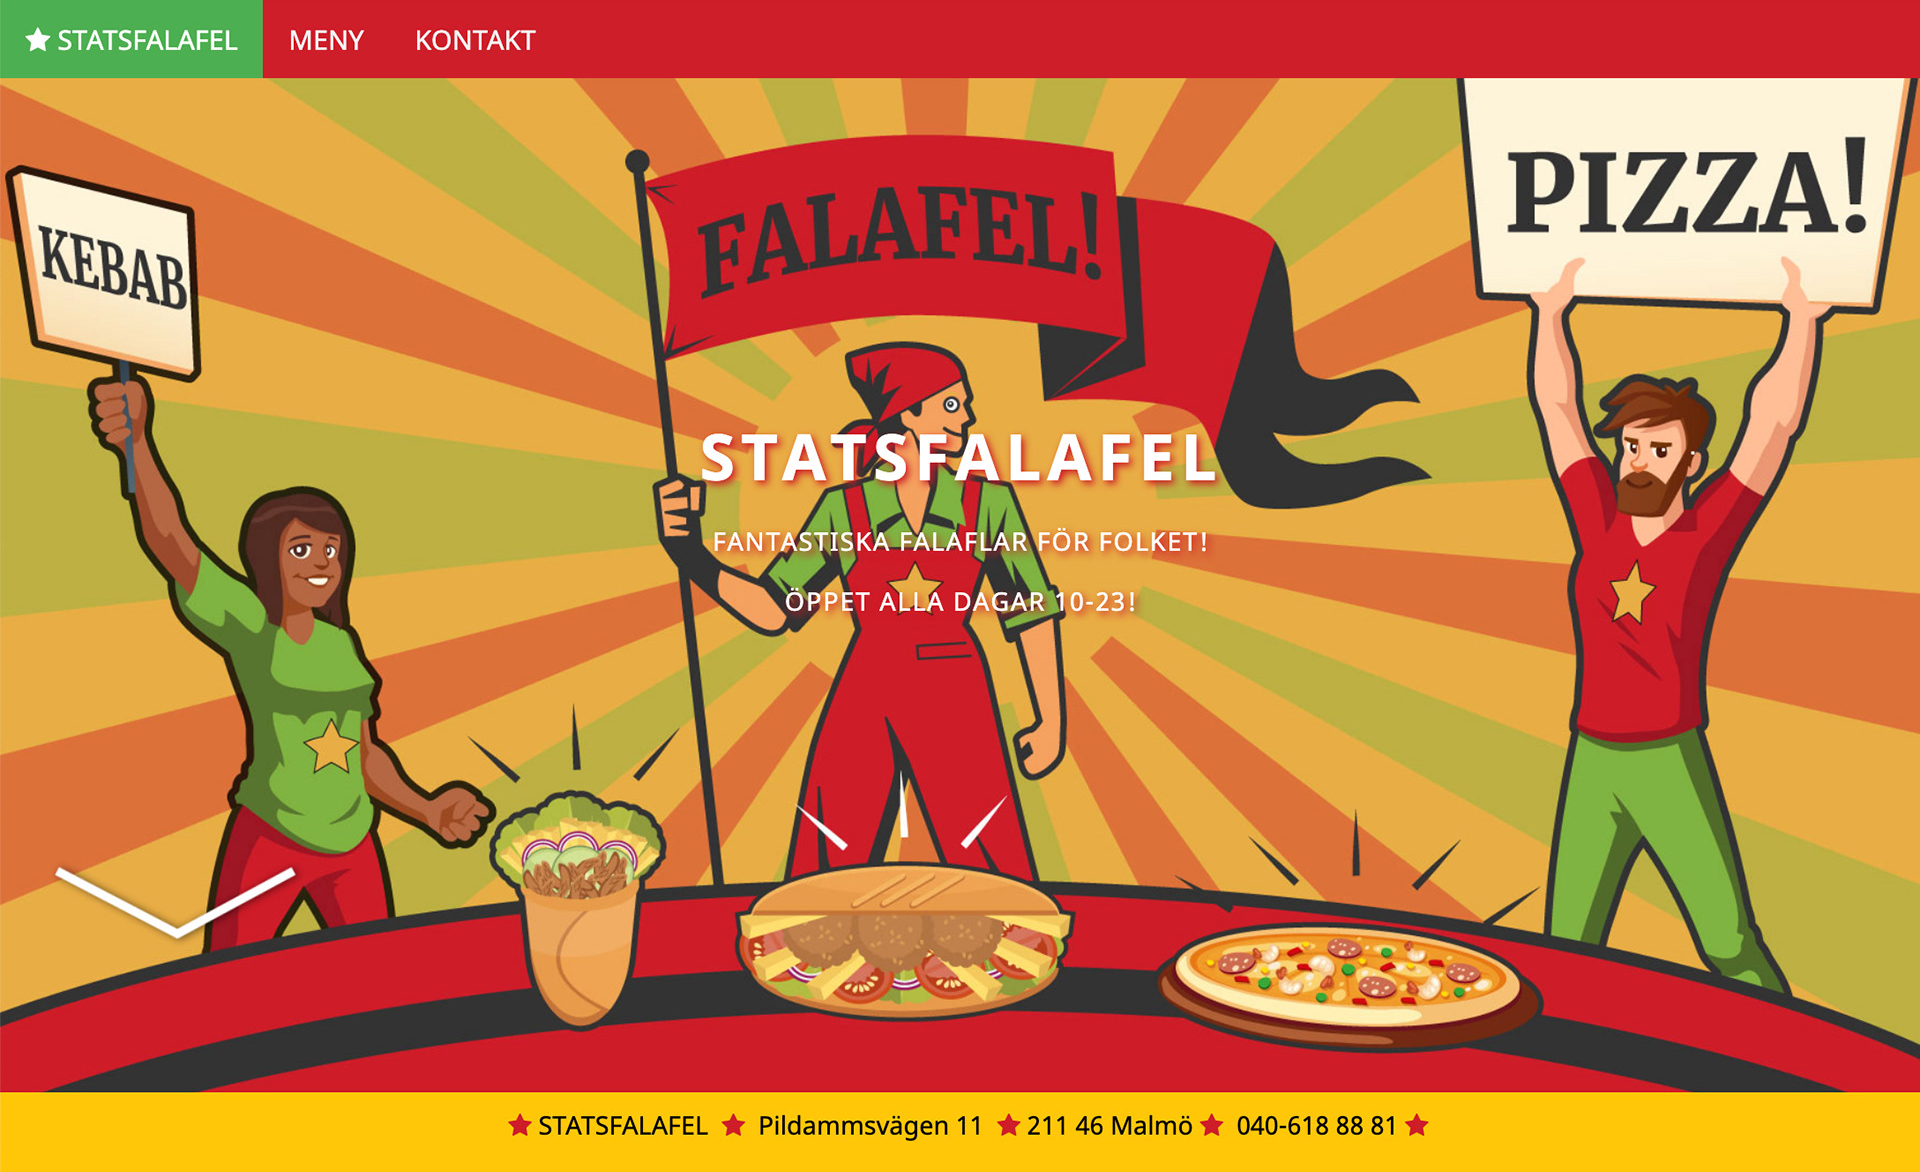 STATSFALAFEL MENY KONTAKT
KEBAB
FALAFEL!
PIZZA!
STATSFALAFEL
FANTASTISKA FALAFLAR FÖR FOLKET!
ÖPPET ALLA DAGAR 10-23!
STATSFALAFEL Pildammsvägen 11 211 46 Malmö 040-618 88 81